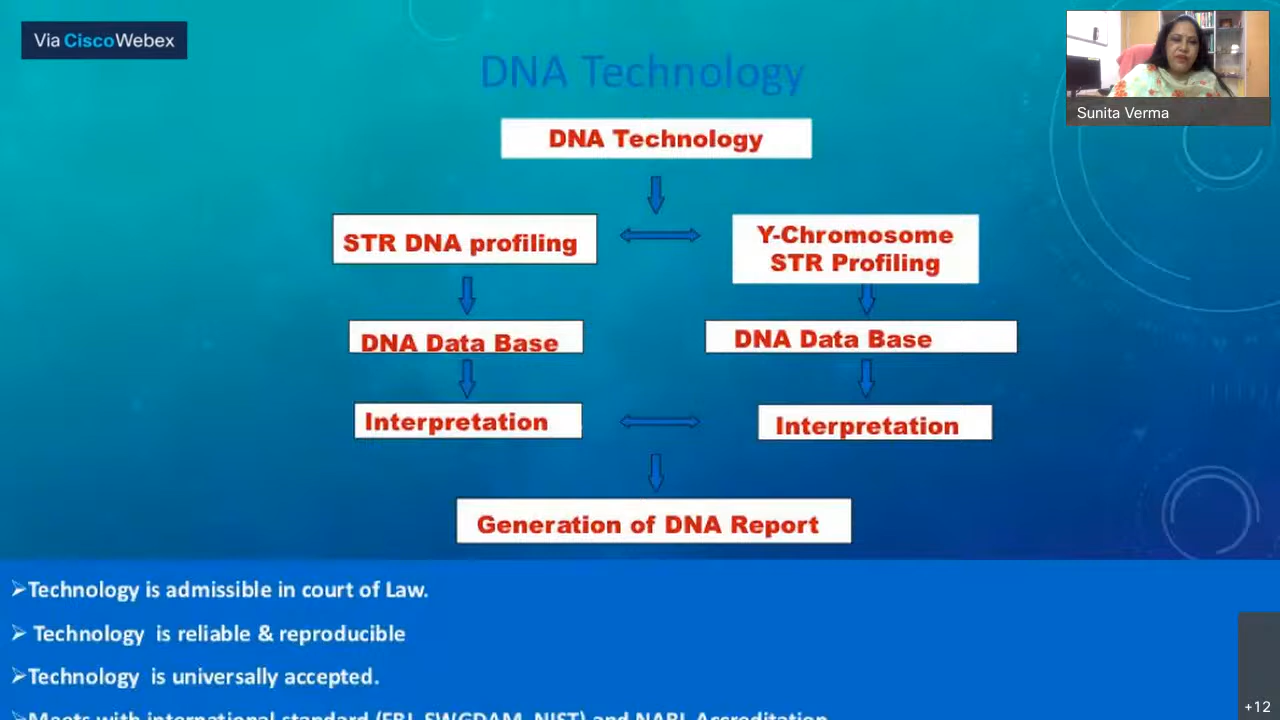 Via CiscoWebex
Sunita Verma
DNA Technology
DNA Technology
STR DNA profiling
Y-Chromosome
STR Profiling
DNA Data Base
DNA Data Base
Interpretation
Interpretation
Generation of DNA Report
➢Technology is admissible in court of Law.
➢ Technology is reliable & reproducible
➢Technology is universally accepted.
➢Meets with international standard (FBI, SWGDAM, NIST) and NABL Accreditation
+12